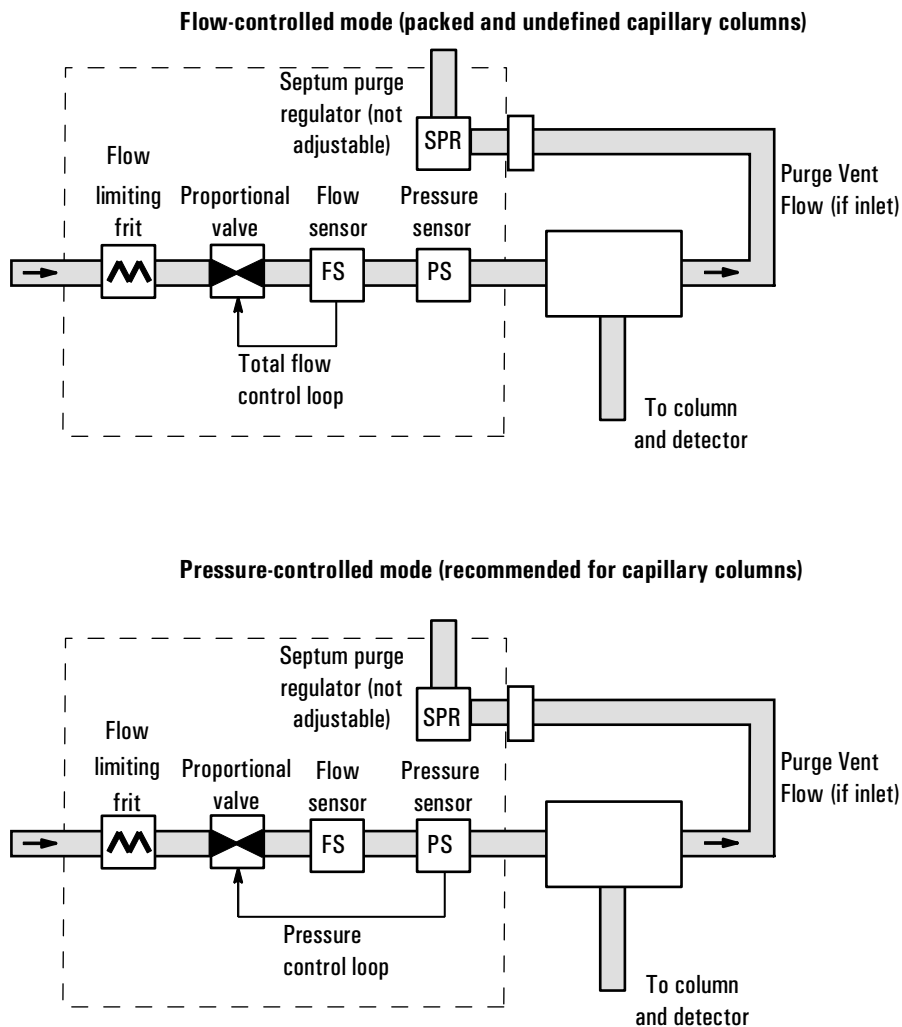 Flow-controlled mode (packed and undefined capillary columns)
Septum purge
regulator (not
adjustable)
SPR
Purge Vent
Flow (if inlet)
Flow
limiting
frit
Proportional
valve
Flow
sensor
Pressure
sensor
FS
PS
Total flow
control loop
To column
and detector
Pressure-controlled mode (recommended for capillary columns)
Septum purge
regulator (not
adjustable)
SPR
Purge Vent
Flow (if inlet)
Flow
limiting
frit
Proportional
valve
Flow
sensor
Pressure
sensor
FS
PS
Pressure
control loop
To column
and detector